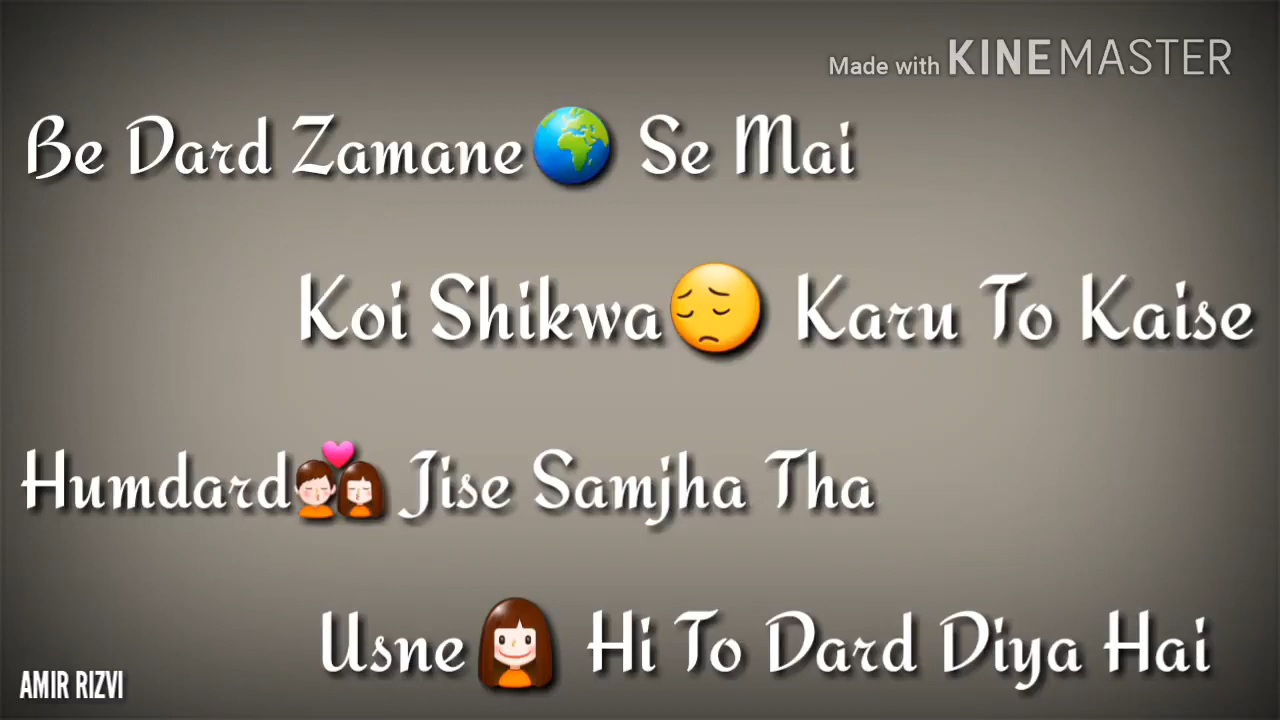 Made with KINEMASTER
Be Dard Zamane🌍 Se Mai
Koi Shikwa😔 Karu To Kaise
Humdard💑 Jise Samjha Tha
Usne👧 Hi To Dard Diya Hai
AMIR RIZVI